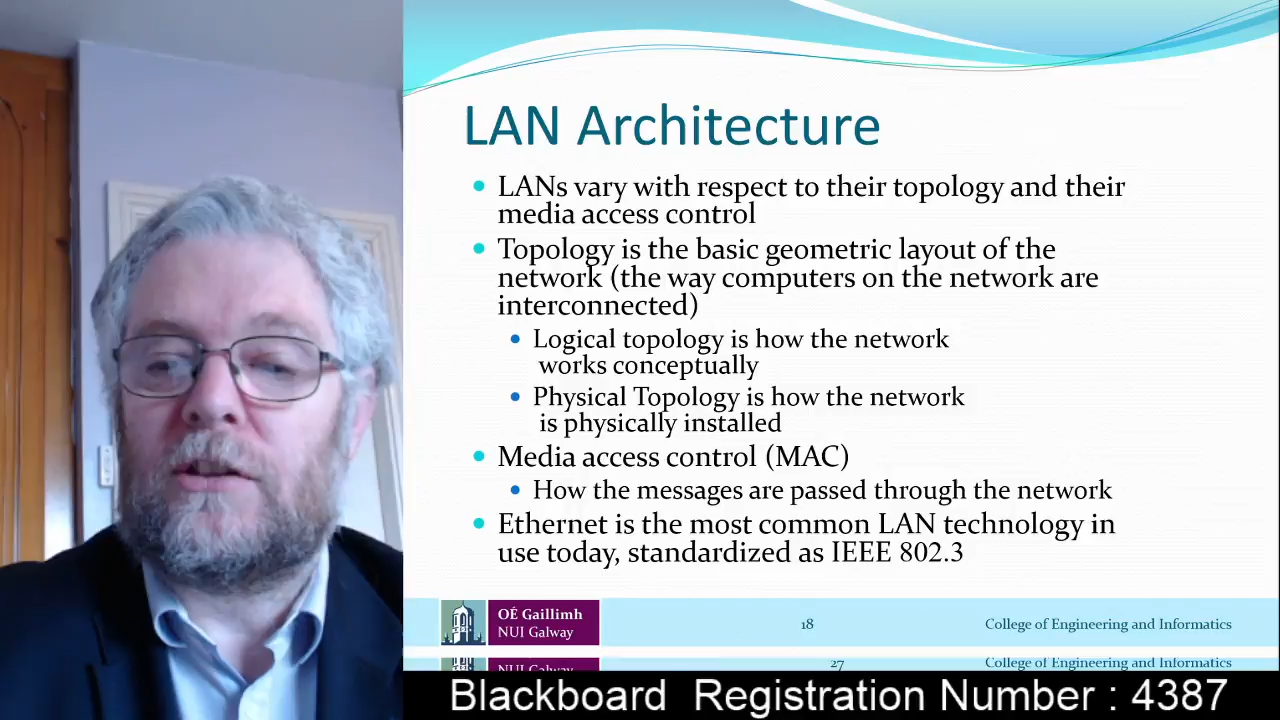 LAN Architecture
LANs vary with respect to their topology and their
media access control
Topology is the basic geometric layout of the
network (the way computers on the network are
interconnected)
Logical topology is how the network
works conceptually
Physical Topology is how the network
is physically installed
Media access control (MAC)
How the messages are passed through the network
Ethernet is the most common LAN technology in
use today, standardized as IEEE 802.3
OÉ Gaillimh
NUI Galway
18
College of Engineering and Informatics
NUI Galway
27
College of Engineering and Informatics
Blackboard Registration Number : 4387